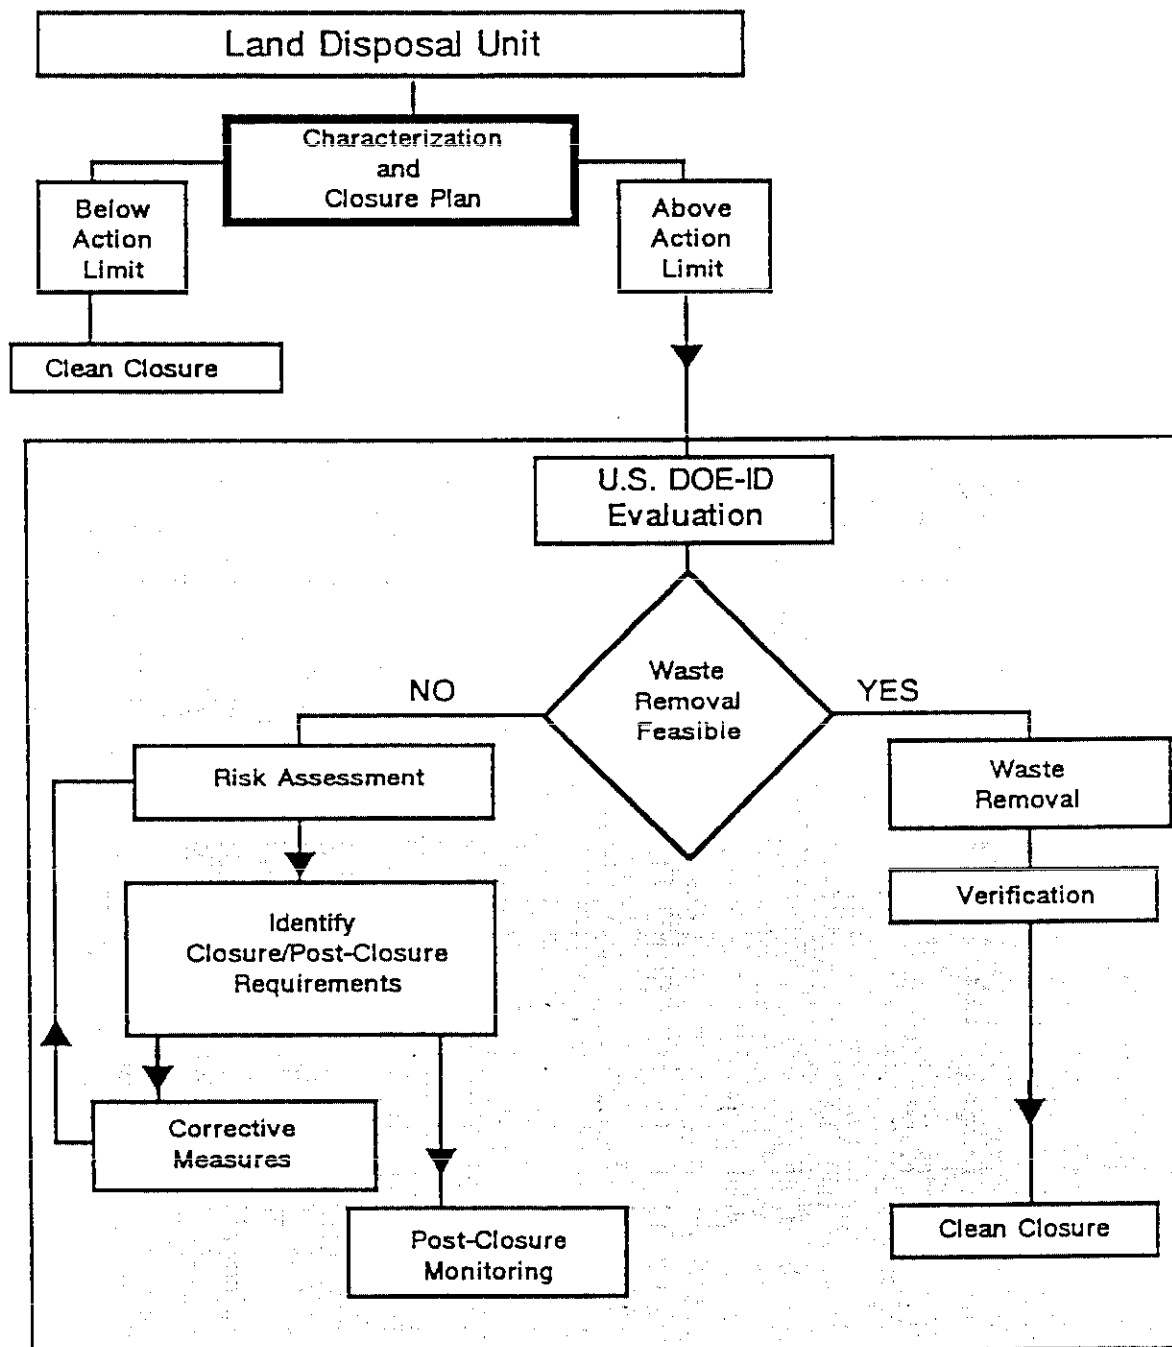 Land Disposal Unit
Characterization
and
Closure Plan
Below
Action
Limit
Above
Action
Limit
Clean Closure
U.S. DOE-ID
Evaluation
Waste
Removal
Feasible
NO
YES
Risk Assessment
Waste
Removal
Identify
Closure/Post-Closure
Requirements
Verification
Corrective
Measures
Post-Closure
Monitoring
Clean Closure